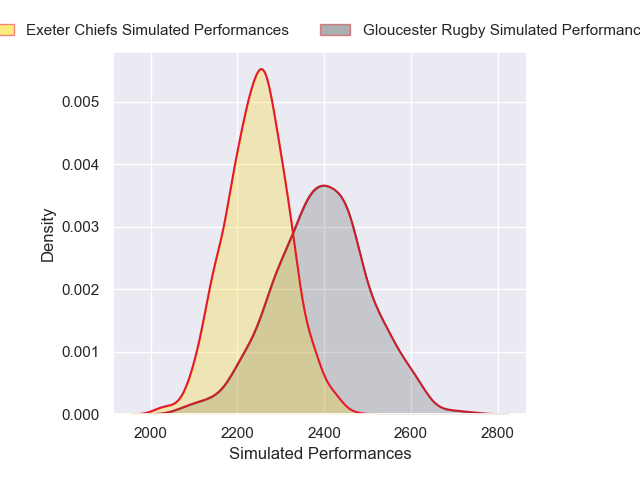 Exeter Chiefs Simulated Performances Gloucester Rugby Simulated Performanc
Density
0.005
0.004
0.003
0.002
0.001
0.000
2000 2200 2400 2600 2800
Simulated Performances